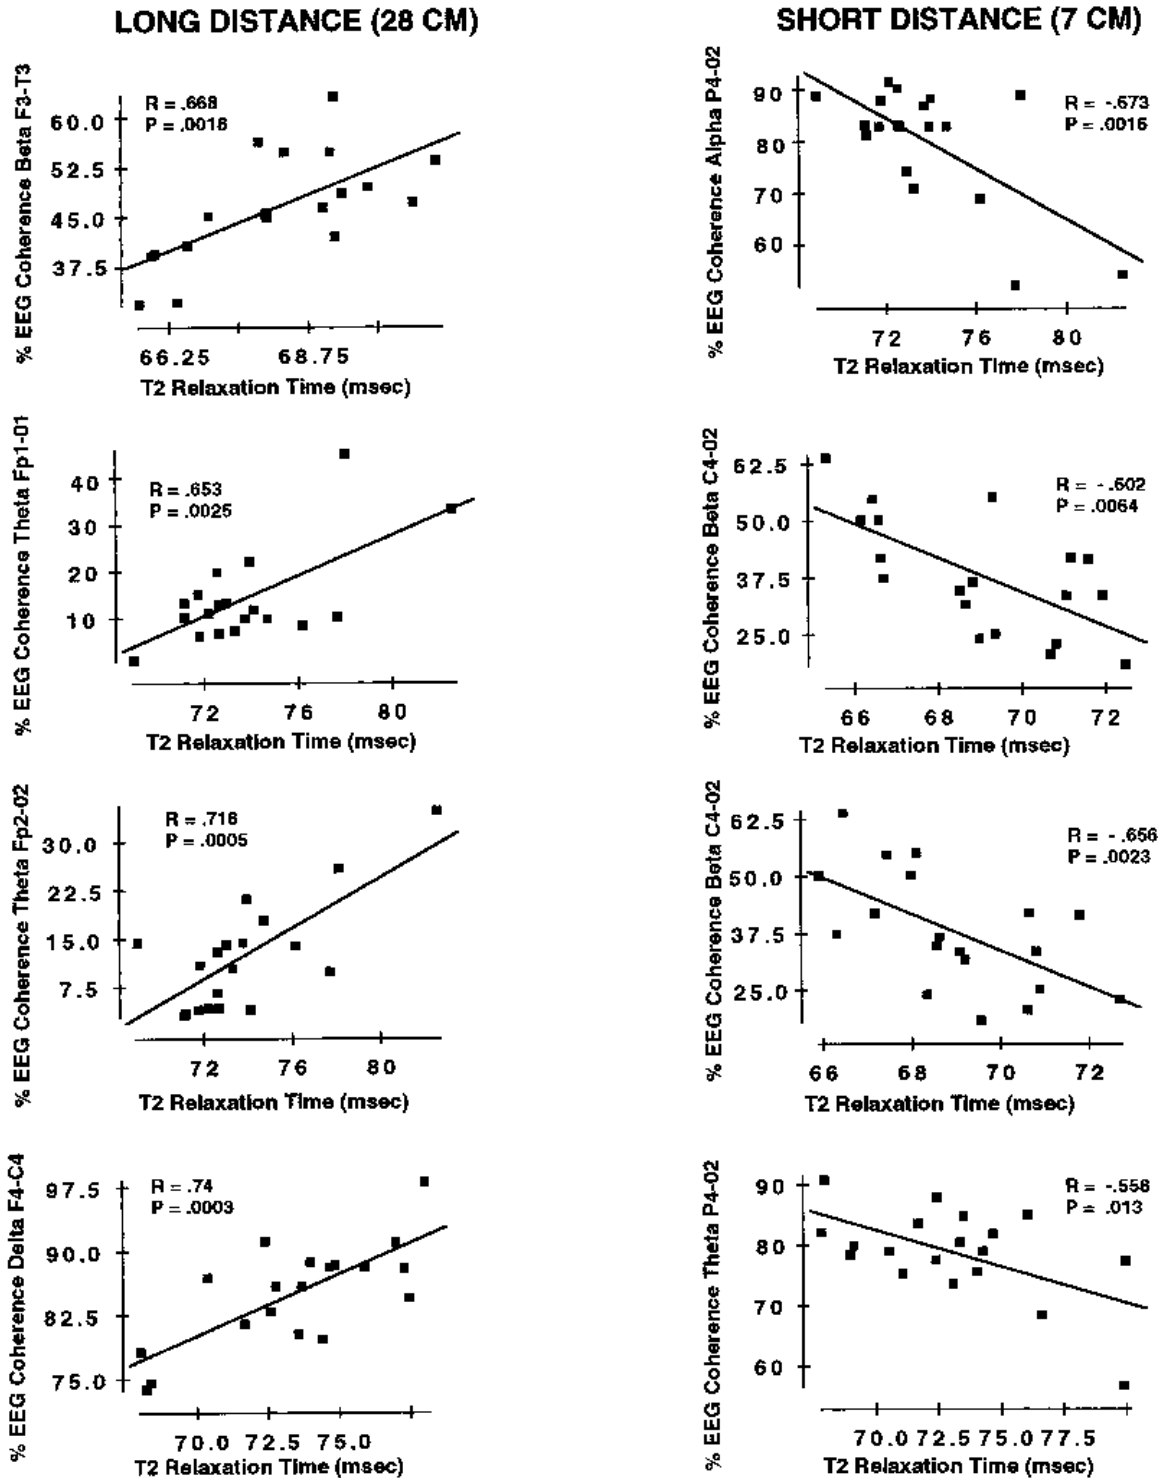 LONG DISTANCE (28 CM)
% EEG Coherence Beta F3-T3
R = .668
P = .0018
60.0
52.5
45.0
37.5
66.25 68.75
T2 Relaxation Time (msec)
% EEG Coherence Theta Fp1-01
R = .653
P = .0025
40
30
20
10
72 76 80
T2 Relaxation Time (msec)
% EEG Coherence Theta Fp2-02
R = .718
P = .0005
30.0
22.5
15.0
7.5
72 76 80
T2 Relaxation Time (msec)
% EEG Coherence Delta F4-C4
R = .74
P = .0003
97.5
90.0
82.5
75.0
70.0 72.5 75.0
T2 Relaxation Time (msec)
SHORT DISTANCE (7 CM)
% EEG Coherence Alpha P4-02
R = -.673
P = .0016
90
80
70
60
72 76 80
T2 Relaxation Time (msec)
% EEG Coherence Beta C4-02
R = -.602
P = .0064
62.5
50.0
37.5
25.0
66 68 70 72
T2 Relaxation Time (msec)
% EEG Coherence Beta C4-02
R = -.656
P = .0023
62.5
50.0
37.5
25.0
66 68 70 72
T2 Relaxation Time (msec)
% EEG Coherence Theta P4-02
R = -.558
P = .013
90
80
70
60
70.0 72.5 75.0 77.5
T2 Relaxation Time (msec)